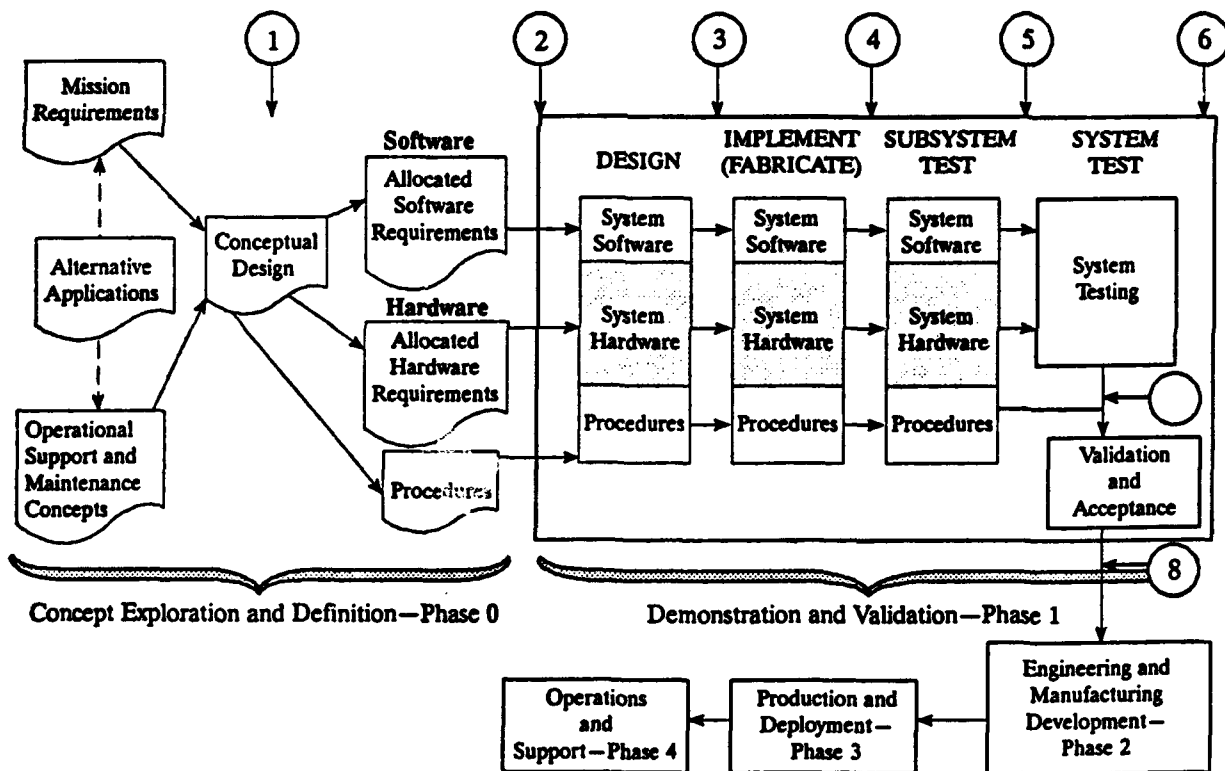 1
2
3
4
5
6
Mission
Requirements
Alternative
Applications
Operational
Support and
Maintenance
Concepts
Conceptual
Design
Software
Allocated
Software
Requirements
Hardware
Allocated
Hardware
Requirements
Procedures
DESIGN
IMPLEMENT
(FABRICATE)
SUBSYSTEM
TEST
SYSTEM
TEST
System
Software
System
Hardware
Procedures
System
Software
System
Hardware
Procedures
System
Software
System
Hardware
Procedures
System
Testing
Validation
and
Acceptance
8
Concept Exploration and Definition—Phase 0
Demonstration and Validation—Phase 1
Engineering and
Manufacturing
Development—
Phase 2
Production and
Deployment—
Phase 3
Operations
and
Support—Phase 4